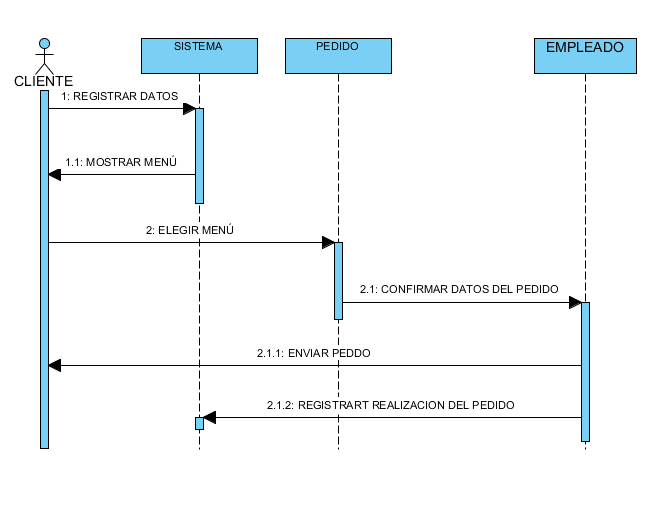 SISTEMA
PEDIDO
EMPLEADO
CLIENTE
1: REGISTRAR DATOS
1.1: MOSTRAR MENÚ
2: ELEGIR MENÚ
2.1: CONFIRMAR DATOS DEL PEDIDO
2.1.1: ENVIAR PEDDO
2.1.2: REGISTRART REALIZACION DEL PEDIDO